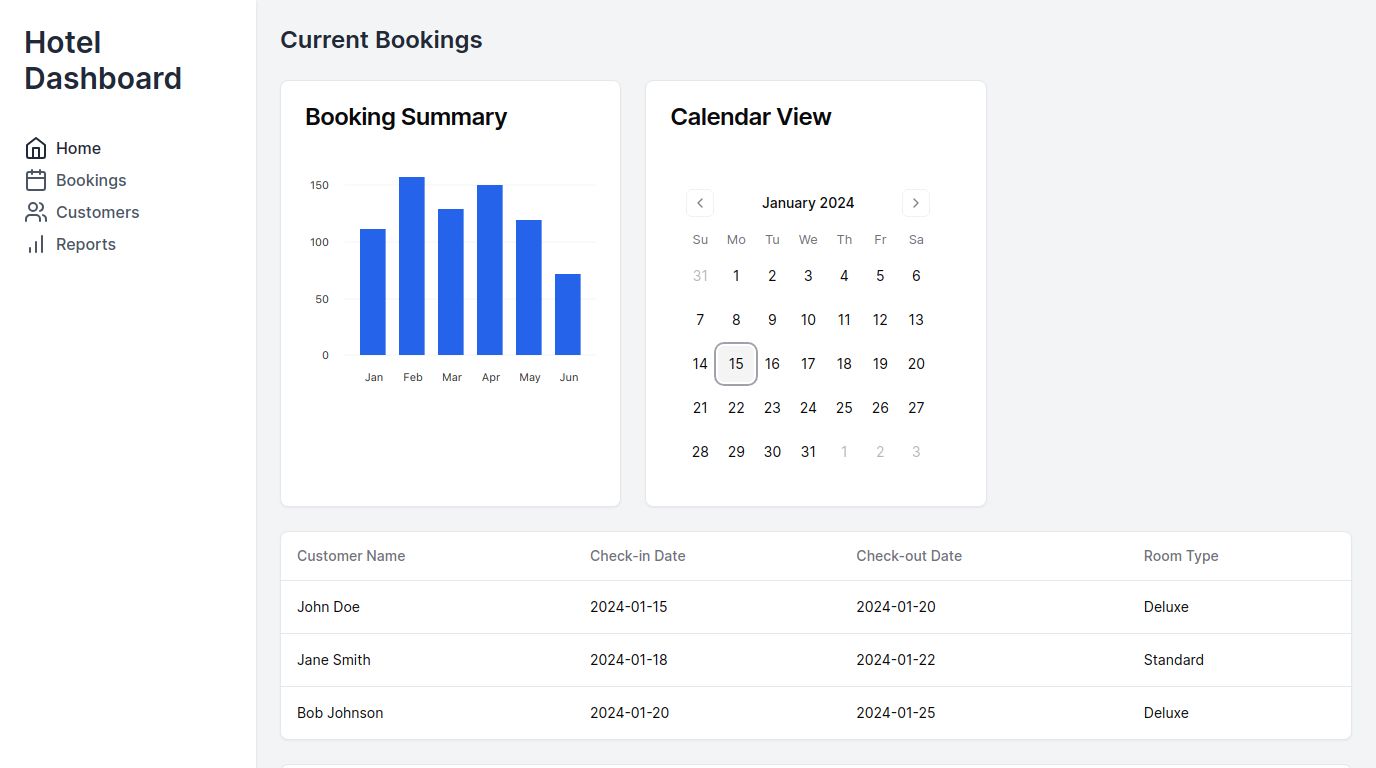 Hotel
Dashboard
Home
Bookings
Customers
Reports
Current Bookings
Booking Summary
150
100
50
0
Jan Feb Mar Apr May Jun
Calendar View
January 2024
Su Mo Tu We Th Fr Sa
31 1 2 3 4 5 6
7 8 9 10 11 12 13
14 15 16 17 18 19 20
21 22 23 24 25 26 27
28 29 30 31 1 2 3
Customer Name Check-in Date Check-out Date Room Type
John Doe 2024-01-15 2024-01-20 Deluxe
Jane Smith 2024-01-18 2024-01-22 Standard
Bob Johnson 2024-01-20 2024-01-25 Deluxe